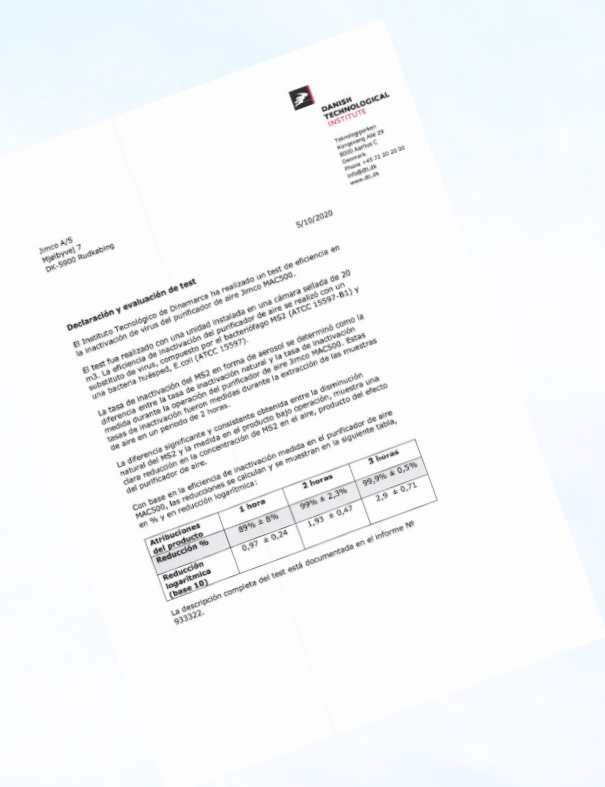 DANISH
TECHNOLOGICAL
INSTITUTE
Teknologiparken
Kongsvang Allé 29
8000 Aarhus C
Denmark
Phone +45 72 20 20 00
info@dti.dk
www.dti.dk
5/10/2020
Jimco A/S
Mjølbyvej 7
DK-5900 Rudkøbing
Declaración y evaluación de test
El Instituto Tecnológico de Dinamarca ha realizado un test de eficiencia en
la inactivación de virus del purificador de aire Jimco MAC500.
El test fue realizado con una unidad instalada en una cámara sellada de 20
m3. La eficiencia de inactivación del purificador de aire se realizó con un
substituto de virus, compuesto por el bacteriófago MS2 (ATCC 15597-B1) y
una bacteria huésped, E.coli (ATCC 15597).
La tasa de inactivación del MS2 en forma de aerosol se determinó como la
diferencia entre la tasa de inactivación natural y la tasa de inactivación
medida durante la operación del purificador de aire Jimco MAC500. Estas
tasas de inactivación fueron medidas durante la extracción de las muestras
de aire en un periodo de 2 horas.
La diferencia significante y consistente obtenida entre la disminución
natural del MS2 y la medida en el producto bajo operación, muestra una
clara reducción en la concentración de MS2 en el aire, producto del efecto
del purificador de aire.
Con base en la eficiencia de inactivación medida en el purificador de aire
MAC500, las reducciones se calculan y se muestran en la siguiente tabla,
en % y en reducción logarítmica:
Atribuciones del producto 1 hora 2 horas 3 horas
Reducción % 89% ± 8% 99% ± 2,3% 99,9% ± 0,5%
Reducción logarítmica (base 10) 0,97 ± 0,24 1,93 ± 0,47 2,9 ± 0,71
La descripción completa del test está documentada en el informe Nº
933322.